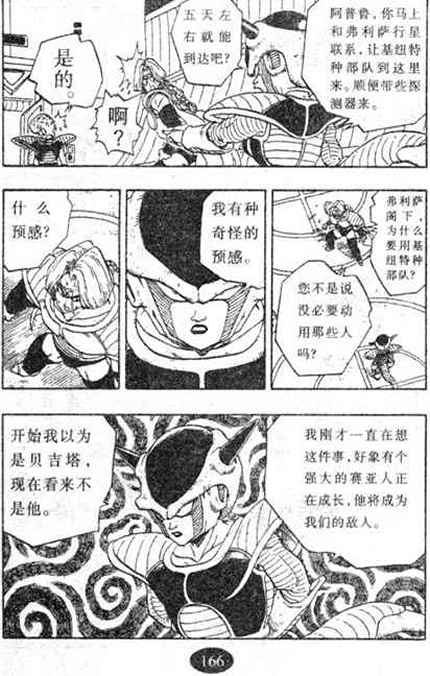 阿普鲁，你马上
和弗利萨行星
联系，让基纽特
种部队到这里
来。顺便带些探
测器来。
五天左
右就能
到达吧？
啊？
是的。
弗利萨
阁下，
为什么
要用基
纽特种
部队？
您不是说
没必要动
用那些人
吗？
我有种
奇怪的
预感。
什么
预感？
我刚才一直在想
这件事，好象有个
强大的赛亚人正
在成长，他将成为
我们的敌人。
开始我以为
是贝吉塔，
现在看来不
是他。
166